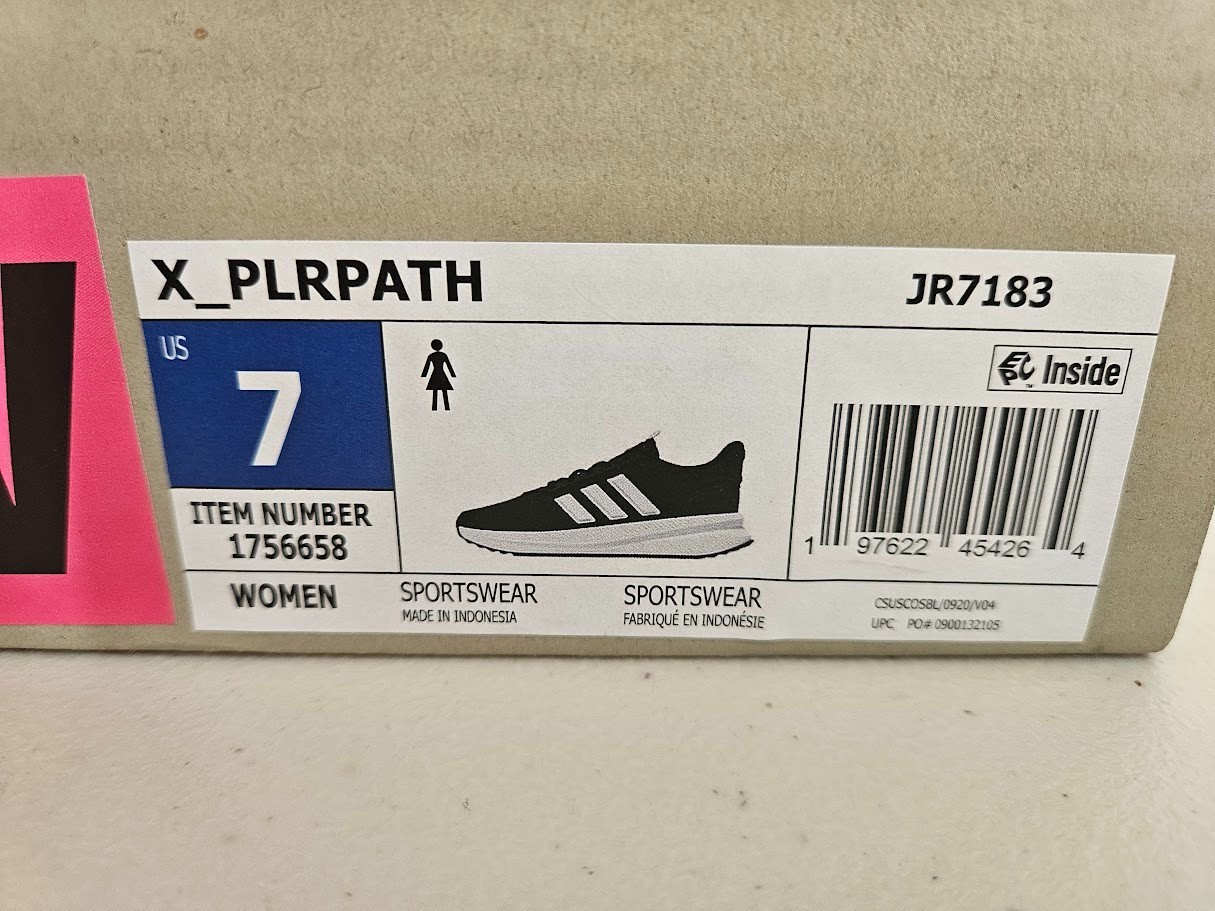 X_PLRPATH
JR7183
US
7
EPC Inside
ITEM NUMBER
1756658
1 97622 45426 4
WOMEN
SPORTSWEAR
MADE IN INDONESIA
SPORTSWEAR
FABRIQUÉ EN INDONÉSIE
CSUSCOSBL/0920/V04
UPC PO# 0900132105